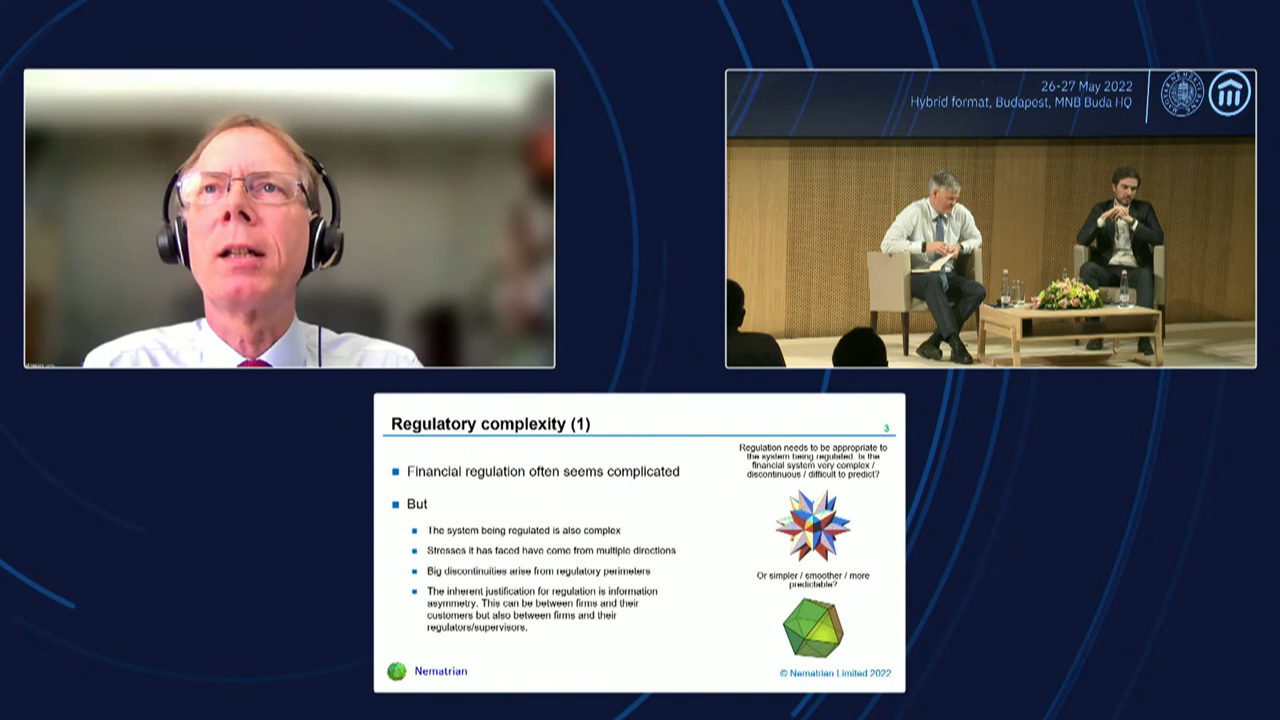 26-27 May 2022
Hybrid format, Budapest, MNB Buda HQ
Regulatory complexity (1)
3
Financial regulation often seems complicated
But
The system being regulated is also complex
Stresses it has faced have come from multiple directions
Big discontinuities arise from regulatory perimeters
The inherent justification for regulation is information
asymmetry. This can be between firms and their
customers but also between firms and their
regulators/supervisors.
Regulation needs to be appropriate to
the system being regulated. Is the
financial system very complex /
discontinuous / difficult to predict?
Or simpler / smoother / more
predictable?
Nematrian
© Nematrian Limited 2022